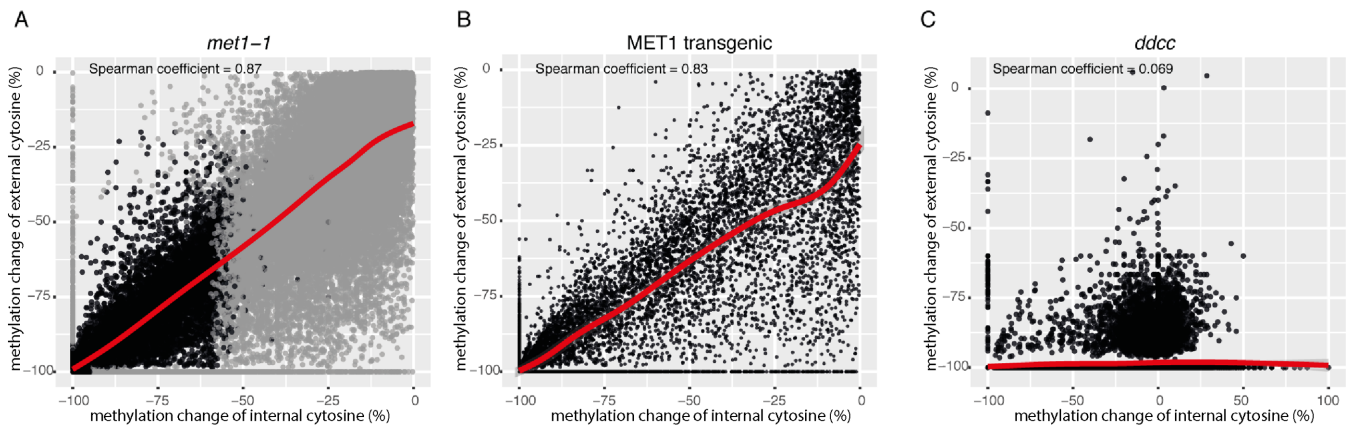 A
met1−1
Spearman coefficient = 0.87
methylation change of external cytosine (%)
0
−25
−50
−75
−100
−100
−75
−50
−25
0
methylation change of internal cytosine (%)
B
MET1 transgenic
Spearman coefficient = 0.83
methylation change of external cytosine (%)
0
−25
−50
−75
−100
−100
−75
−50
−25
0
methylation change of internal cytosine (%)
C
ddcc
Spearman coefficient = 0.069
methylation change of external cytosine (%)
0
−25
−50
−75
−100
−100
−50
0
50
100
methylation change of internal cytosine (%)